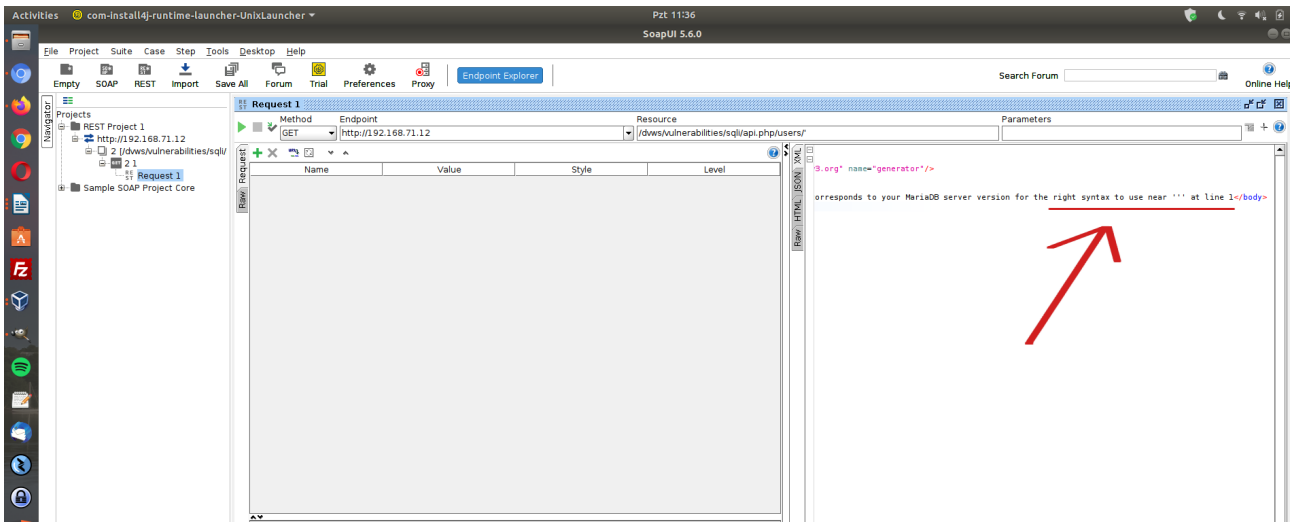 Activities com-install4j-runtime-launcher-UnixLauncher Pzt 11:36
SoapUI 5.6.0
File Project Suite Case Step Tools Desktop Help
Empty SOAP REST Import Save All Forum Trial Preferences Proxy Endpoint Explorer Search Forum Online Help
Navigator
Projects
REST Project 1
http://192.168.71.12
2 [/dvws/vulnerabilities/sqli/
2 1
Request 1
Sample SOAP Project Core
Request 1
Method Endpoint Resource Parameters
GET http://192.168.71.12 /dvws/vulnerabilities/sqli/api.php/users/'
Request
Raw
Name Value Style Level
Raw HTML JSON XML
3.org" name="generator"/>
orresponds to your MariaDB server version for the right syntax to use near ''' at line 1</body>